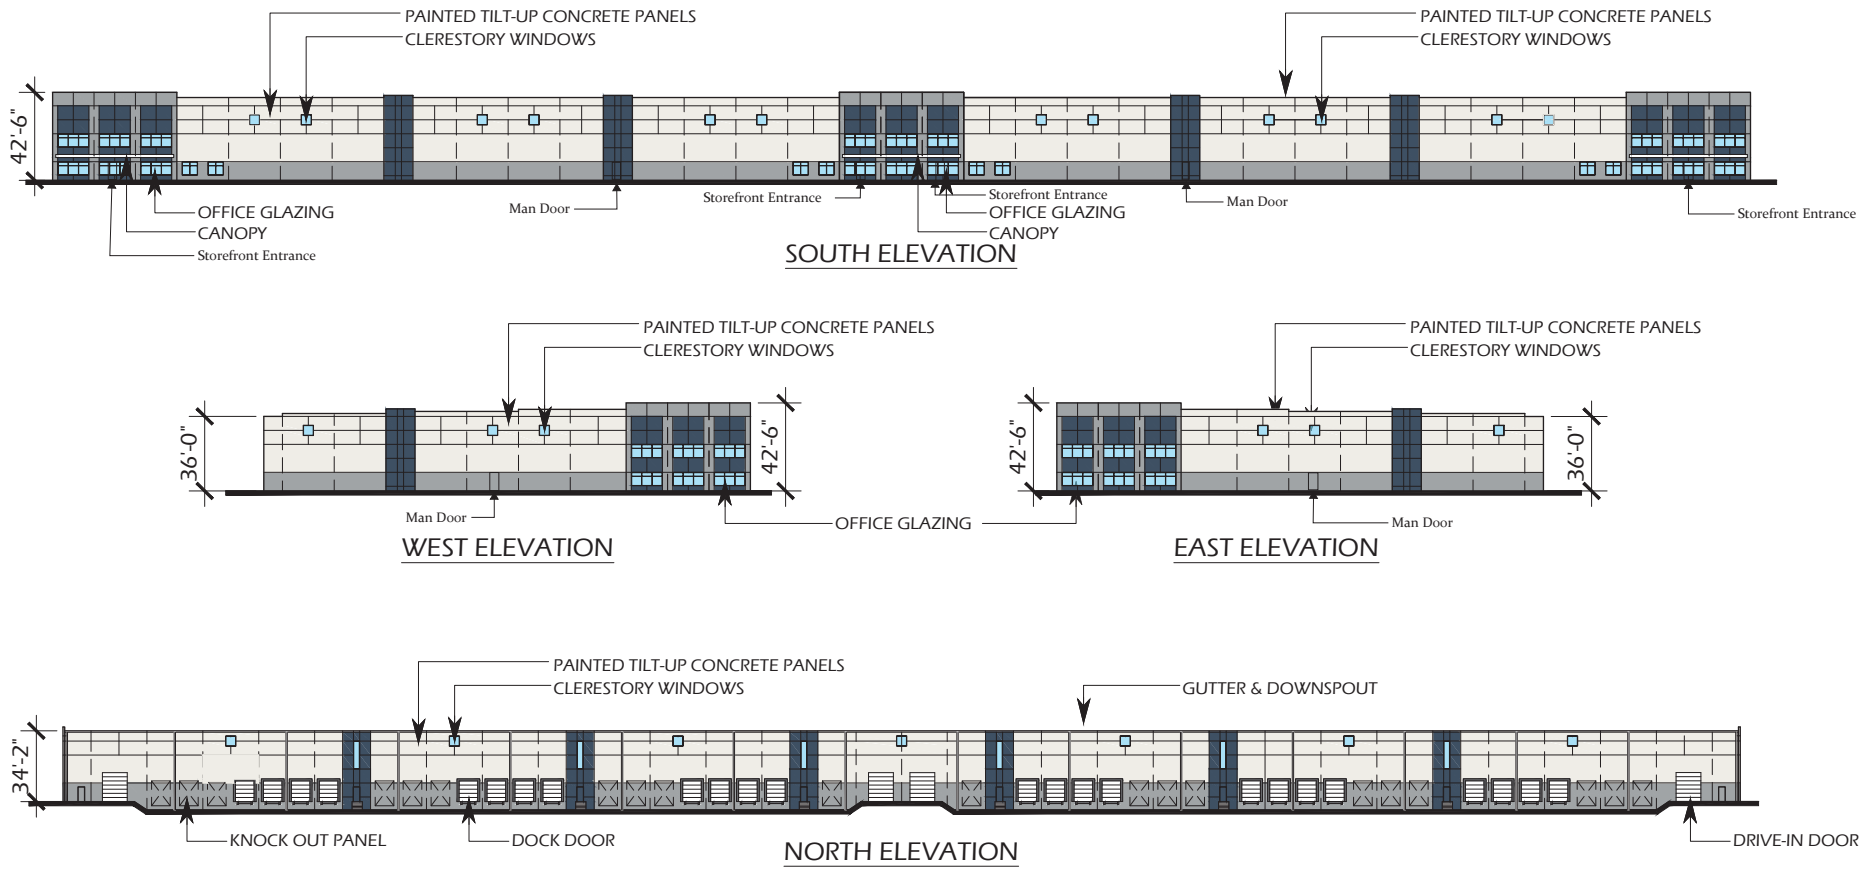 PAINTED TILT-UP CONCRETE PANELS
CLERESTORY WINDOWS
PAINTED TILT-UP CONCRETE PANELS
CLERESTORY WINDOWS
42'-6"
Man Door
Storefront Entrance
Storefront Entrance
Man Door
Storefront Entrance
OFFICE GLAZING
CANOPY
Storefront Entrance
OFFICE GLAZING
CANOPY
SOUTH ELEVATION
PAINTED TILT-UP CONCRETE PANELS
CLERESTORY WINDOWS
36'-0"
42'-6"
Man Door
WEST ELEVATION
OFFICE GLAZING
PAINTED TILT-UP CONCRETE PANELS
CLERESTORY WINDOWS
42'-6"
36'-0"
Man Door
EAST ELEVATION
PAINTED TILT-UP CONCRETE PANELS
CLERESTORY WINDOWS
GUTTER & DOWNSPOUT
34'-2"
KNOCK OUT PANEL
DOCK DOOR
DRIVE-IN DOOR
NORTH ELEVATION